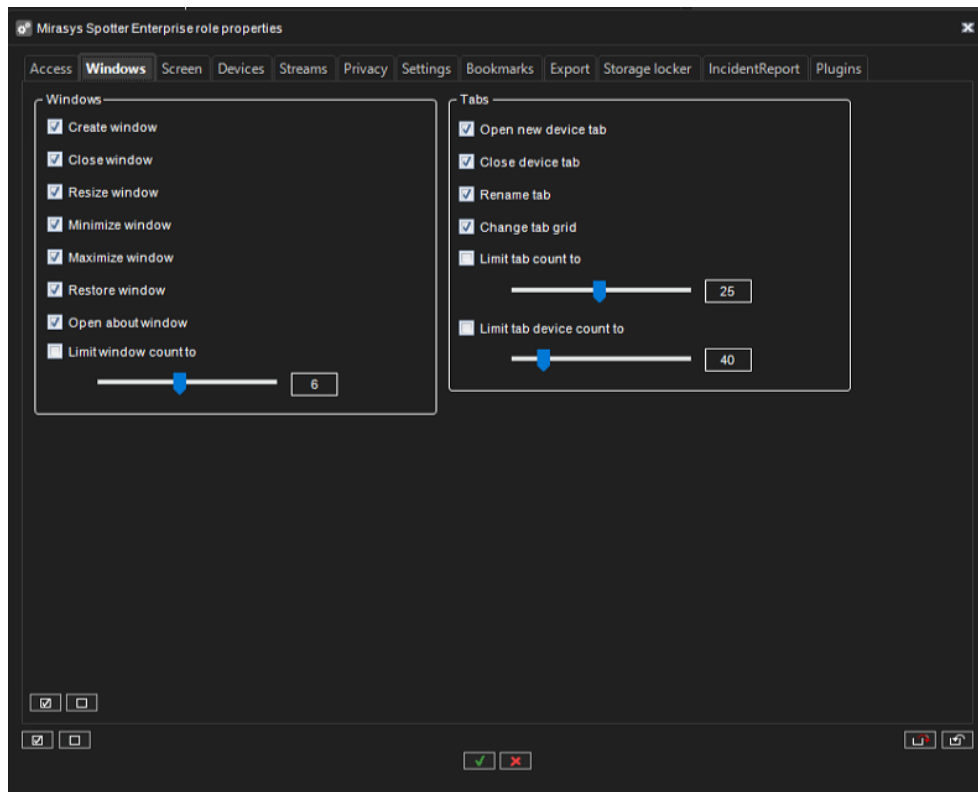 Mirasys Spotter Enterprise role properties
Access Windows Screen Devices Streams Privacy Settings Bookmarks Export Storage locker IncidentReport Plugins
Windows
Create window
Close window
Resize window
Minimize window
Maximize window
Restore window
Open about window
Limit window count to
6
Tabs
Open new device tab
Close device tab
Rename tab
Change tab grid
Limit tab count to
25
Limit tab device count to
40